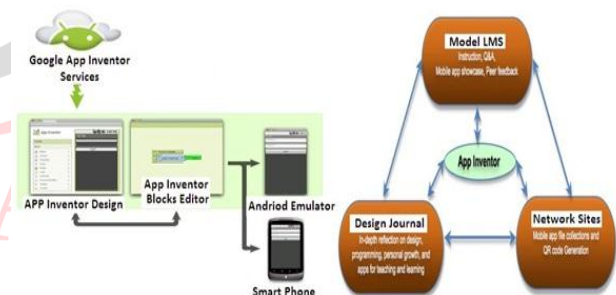 Google App Inventor
Services
App Inventor
APP Inventor Design
App Inventor
Blocks Editor
Andriod Emulator
Smart Phone
Model LMS
Instruction, Q&A,
Mobile app showcase, Peer feedback
App Inventor
Design Journal
In-depth reflection on design,
programming, personal growth, and
apps for teaching and learning
Network Sites
Mobile app file collections and
QR code Generation